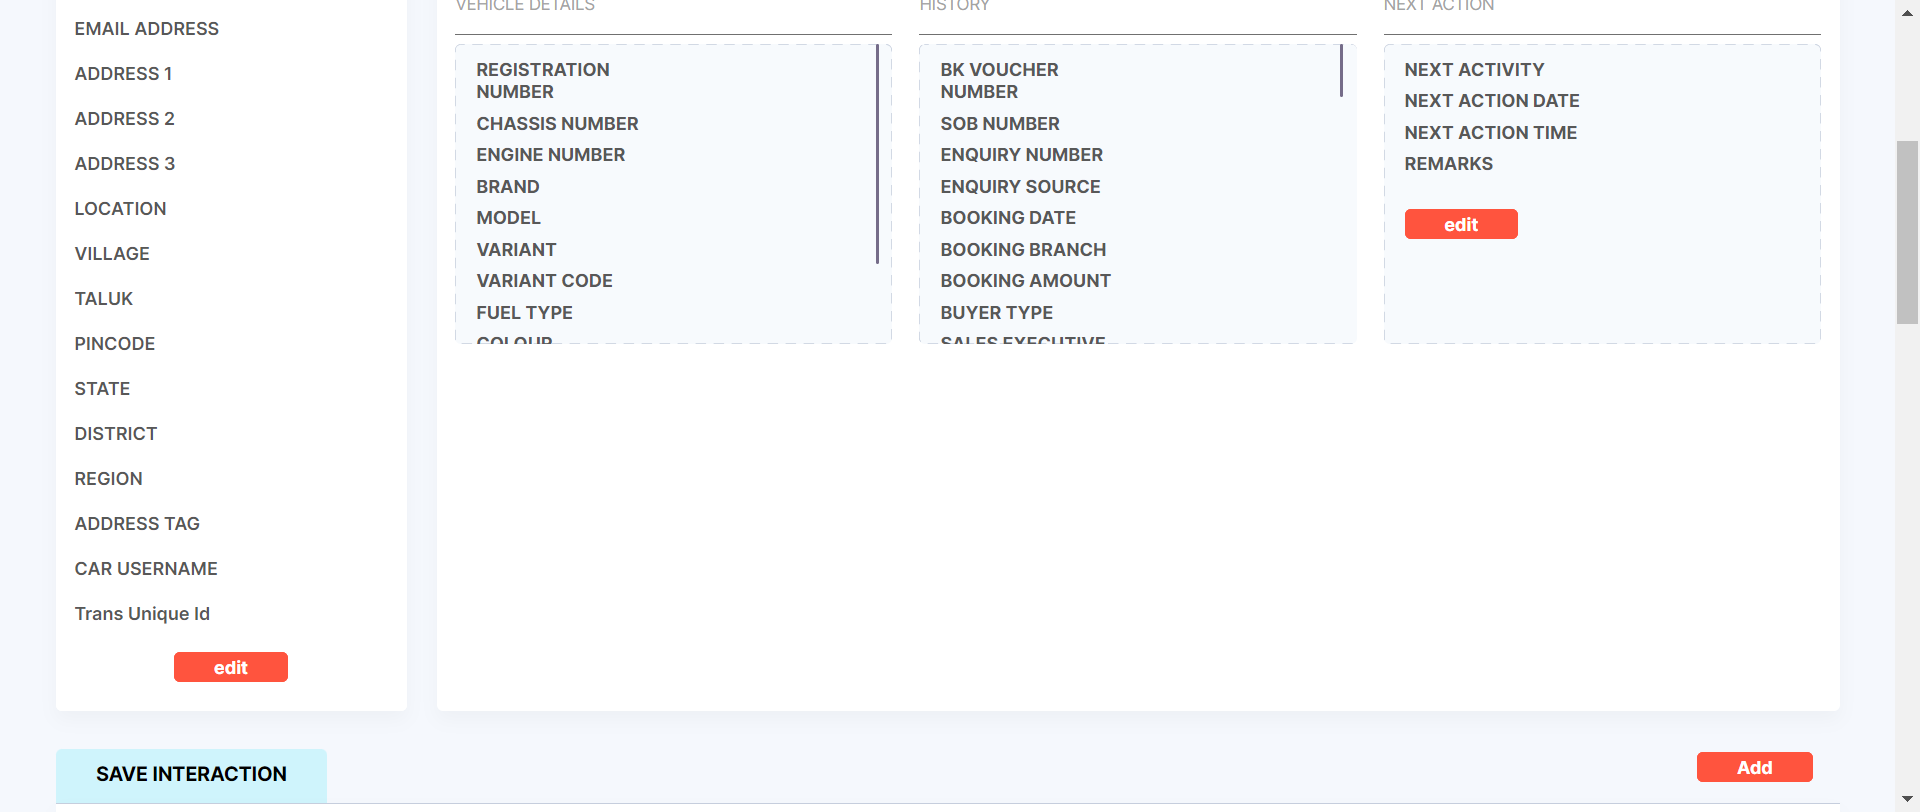 EMAIL ADDRESS
ADDRESS 1
ADDRESS 2
ADDRESS 3
LOCATION
VILLAGE
TALUK
PINCODE
STATE
DISTRICT
REGION
ADDRESS TAG
CAR USERNAME
Trans Unique Id
edit
VEHICLE DETAILS
REGISTRATION
NUMBER
CHASSIS NUMBER
ENGINE NUMBER
BRAND
MODEL
VARIANT
VARIANT CODE
FUEL TYPE
COLOUR
HISTORY
BK VOUCHER
NUMBER
SOB NUMBER
ENQUIRY NUMBER
ENQUIRY SOURCE
BOOKING DATE
BOOKING BRANCH
BOOKING AMOUNT
BUYER TYPE
SALES EXECUTIVE
NEXT ACTION
NEXT ACTIVITY
NEXT ACTION DATE
NEXT ACTION TIME
REMARKS
edit
SAVE INTERACTION
Add